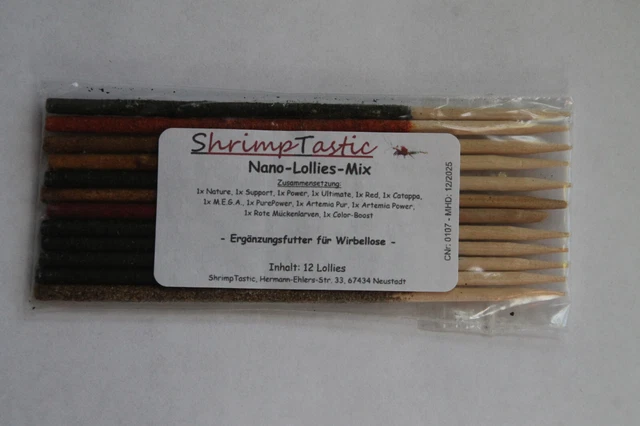 ShrimpTastic
Nano-Lollies-Mix
Zusammensetzung:
1x Nature, 1x Support, 1x Power, 1x Ultimate, 1x Red, 1x Catappa,
1x M.E.G.A., 1x PurePower, 1x Artemia Pur, 1x Artemia Power,
1x Rote Mückenlarven, 1x Color-Boost
- Ergänzungsfutter für Wirbellose -
Inhalt: 12 Lollies
ShrimpTastic, Hermann-Ehlers-Str. 33, 67434 Neustadt
CNr.: 0107 - MHD: 12/2025